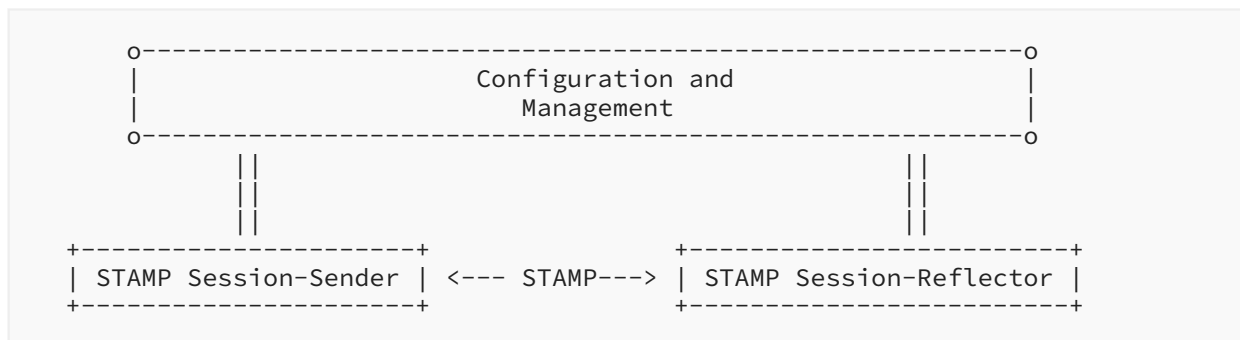 o----------------------------------------------------------o
|                      Configuration and                   |
|                         Management                       |
o----------------------------------------------------------o
||                                          ||
||                                          ||
||                                          ||
+----------------------+                +-------------------------+
| STAMP Session-Sender | <--- STAMP---> | STAMP Session-Reflector |
+----------------------+                +-------------------------+